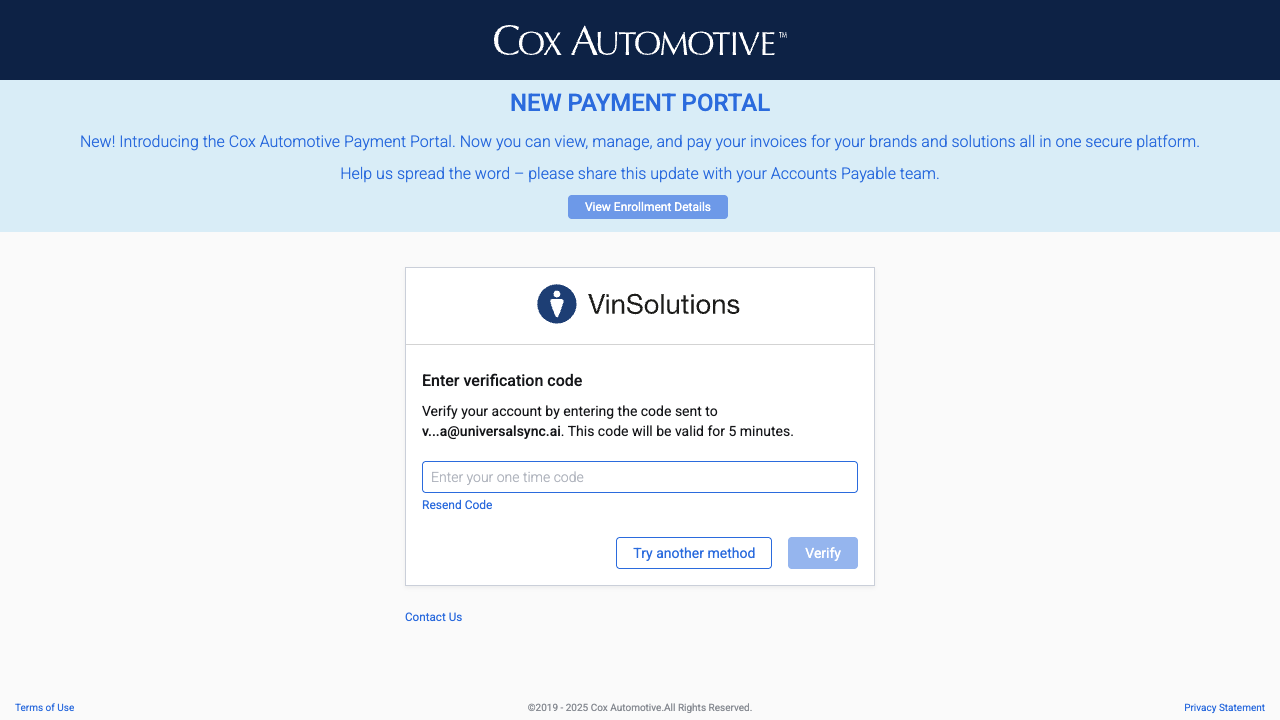 COX AUTOMOTIVE™
NEW PAYMENT PORTAL
New! Introducing the Cox Automotive Payment Portal. Now you can view, manage, and pay your invoices for your brands and solutions all in one secure platform.
Help us spread the word – please share this update with your Accounts Payable team.
View Enrollment Details
VinSolutions
Enter verification code
Verify your account by entering the code sent to
v...a@universalsync.ai. This code will be valid for 5 minutes.
Enter your one time code
Resend Code
Try another method
Verify
Contact Us
Terms of Use
©2019 - 2025 Cox Automotive.All Rights Reserved.
Privacy Statement